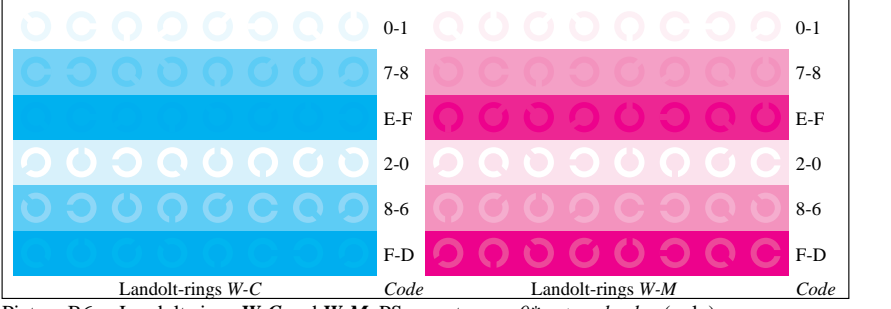 0-1 0-1
7-8 7-8
E-F E-F
2-0 2-0
8-6 8-6
F-D F-D
Landolt-rings W-C Code Landolt-rings W-M Code